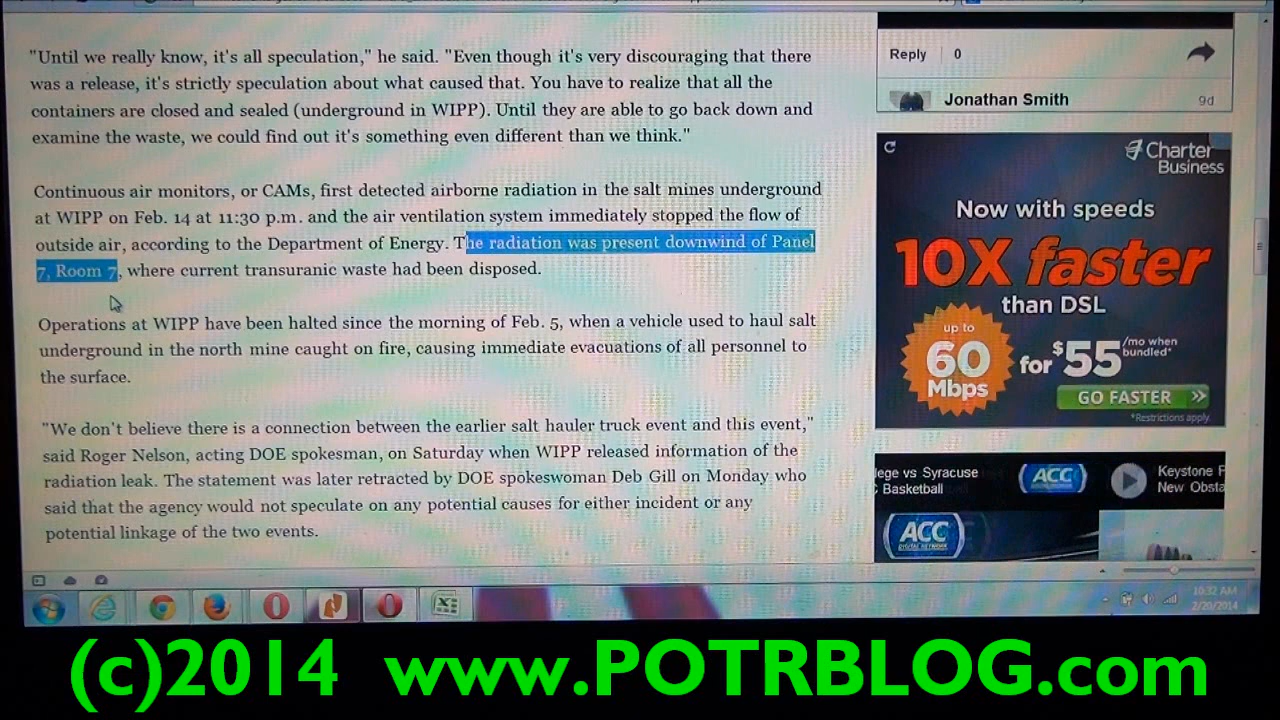 "Until we really know, it's all speculation," he said. "Even though it's very discouraging that there
was a release, it's strictly speculation about what caused that. You have to realize that all the
containers are closed and sealed (underground in WIPP). Until they are able to go back down and
examine the waste, we could find out it's something even different than we think."
Continuous air monitors, or CAMs, first detected airborne radiation in the salt mines underground
at WIPP on Feb. 14 at 11:30 p.m. and the air ventilation system immediately stopped the flow of
outside air, according to the Department of Energy. The radiation was present downwind of Panel
7, Room 7, where current transuranic waste had been disposed.
Operations at WIPP have been halted since the morning of Feb. 5, when a vehicle used to haul salt
underground in the north mine caught on fire, causing immediate evacuations of all personnel to
the surface.
"We don't believe there is a connection between the earlier salt hauler truck event and this event,"
said Roger Nelson, acting DOE spokesman, on Saturday when WIPP released information of the
radiation leak. The statement was later retracted by DOE spokeswoman Deb Gill on Monday who
said that the agency would not speculate on any potential causes for either incident or any
potential linkage of the two events.
Reply 0
Jonathan Smith 9d
Charter
Business
Now with speeds
10X faster
than DSL
up to
60
Mbps
for $55 /mo when
bundled*
GO FASTER
*Restrictions apply.
lege vs Syracuse
Basketball
ACC
Keystone
New Obsta
ACC
DIGITAL NETWORK
10:32 AM
2/20/2014
(c)2014 www.POTRBLOG.com